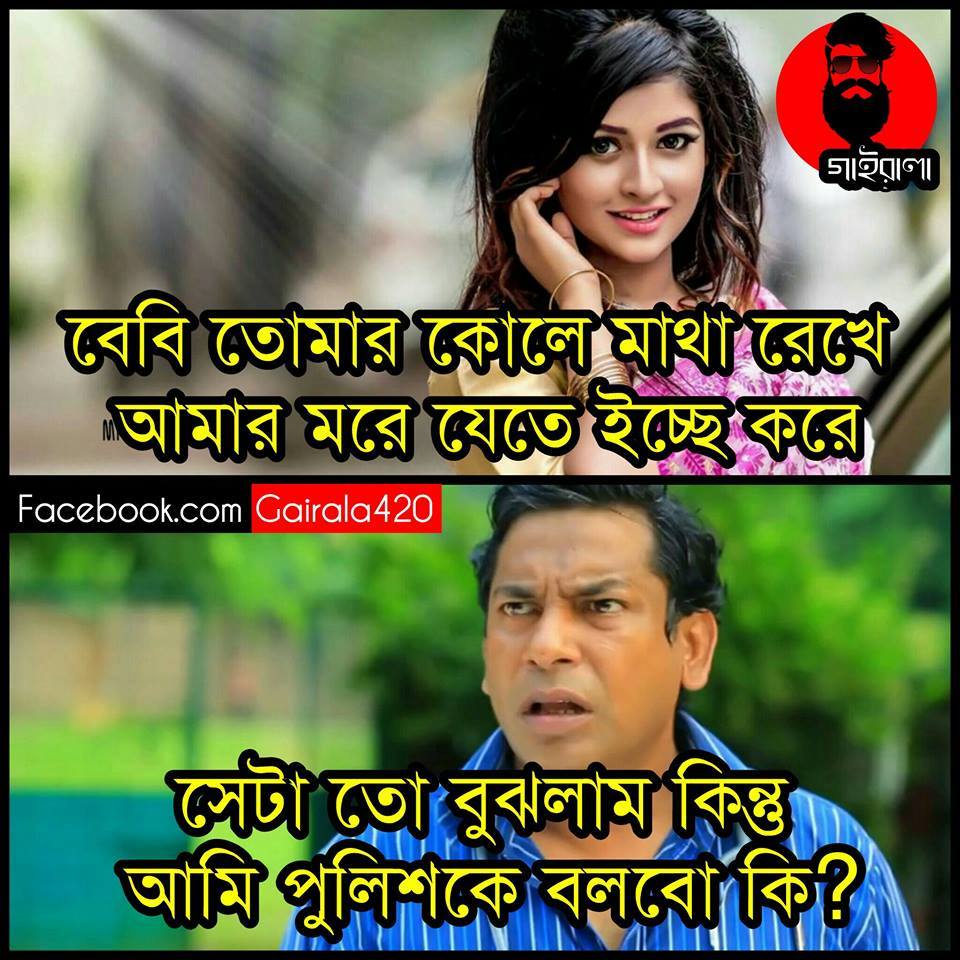 গাইরালা
বেবি তোমার কোলে মাথা রেখে
আমার মরে যেতে ইচ্ছে করে
Facebook.com Gairala420
সেটা তো বুঝলাম কিন্তু
আমি পুলিশকে বলবো কি?